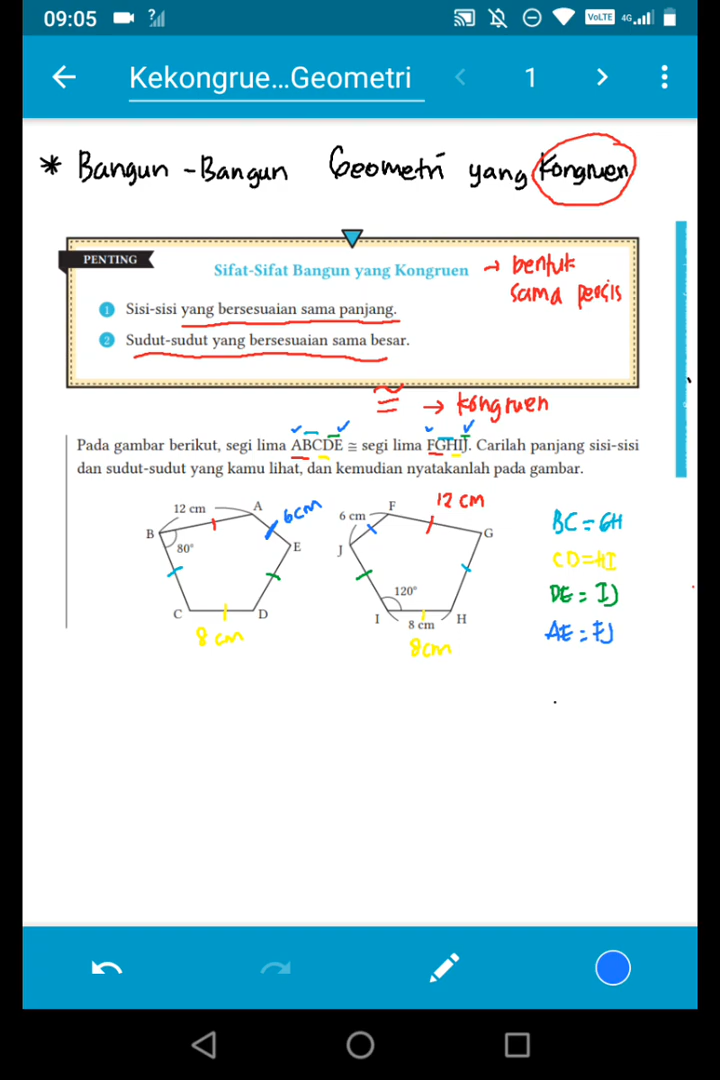 09:05 ? VoLTE 4G
Kekongrue...Geometri 1
* Bangun-Bangun Geometri yang Kongruen
PENTING
Sifat-Sifat Bangun yang Kongruen → bentuk
sama persis
1 Sisi-sisi yang bersesuaian sama panjang.
2 Sudut-sudut yang bersesuaian sama besar.
≅ → kongruen
Pada gambar berikut, segi lima ABCDE ≅ segi lima FGHIJ. Carilah panjang sisi-sisi
dan sudut-sudut yang kamu lihat, dan kemudian nyatakanlah pada gambar.
12 cm A 6cm
B 80° E
C D
8 cm
6 cm F 12 cm
J G
120°
I 8 cm H
8cm
BC = GH
CD = HI
DE = IJ
AE = FJ